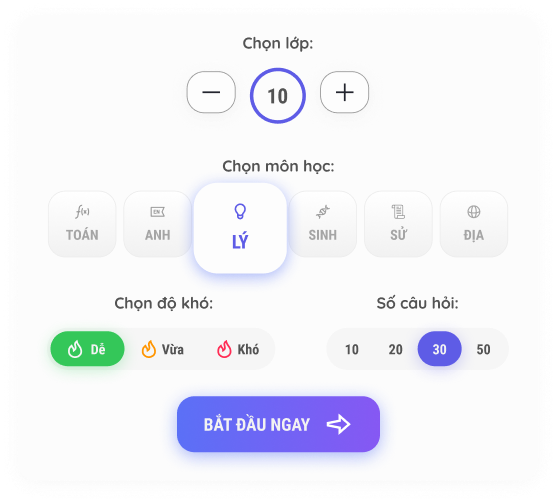 Chọn lớp:
10
Chọn môn học:
f(x) EN
TOÁN ANH LÝ SINH SỬ ĐỊA
Chọn độ khó: Số câu hỏi:
Dễ Vừa Khó 10 20 30 50
BẮT ĐẦU NGAY